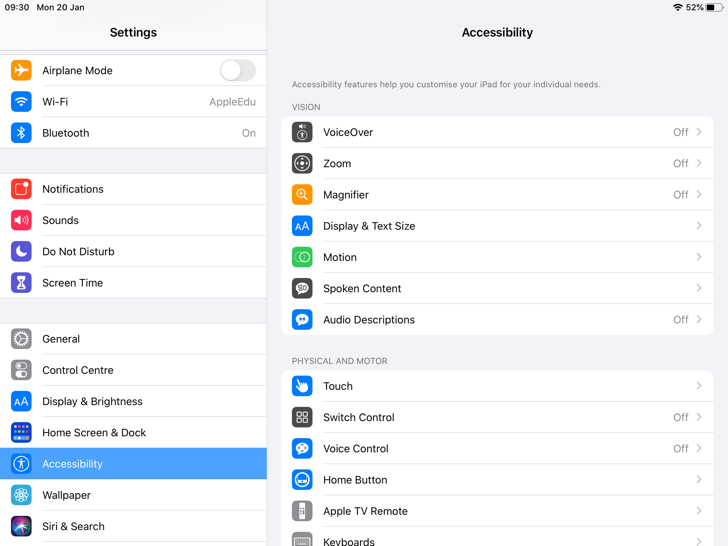 09:30 Mon 20 Jan
52%
Settings
Airplane Mode
Wi-Fi AppleEdu
Bluetooth On
Notifications
Sounds
Do Not Disturb
Screen Time
General
Control Centre
AA Display & Brightness
Home Screen & Dock
Accessibility
Wallpaper
Siri & Search
Accessibility
Accessibility features help you customise your iPad for your individual needs.
VISION
VoiceOver Off
Zoom Off
Magnifier Off
AA Display & Text Size
Motion
Spoken Content
Audio Descriptions Off
PHYSICAL AND MOTOR
Touch
Switch Control Off
Voice Control Off
Home Button
Apple TV Remote
Keyboards